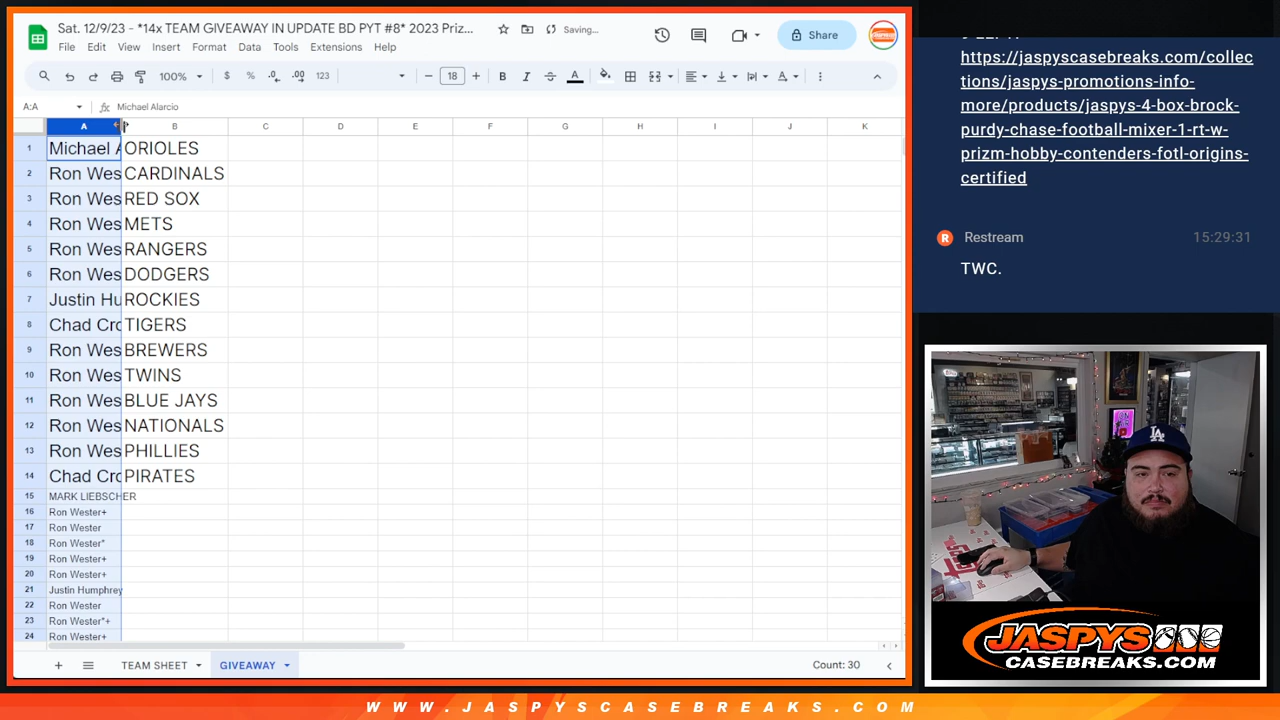 Sat. 12/9/23 - *14x TEAM GIVEAWAY IN UPDATE BD PYT #8* 2023 Priz...
Saving...
File Edit View Insert Format Data Tools Extensions Help
Share
100% $ % .0 .00 123 18 B I A
A:A fx Michael Alarcio
A B C D E F G H I J K
1 Michael A ORIOLES
2 Ron Wes CARDINALS
3 Ron Wes RED SOX
4 Ron Wes METS
5 Ron Wes RANGERS
6 Ron Wes DODGERS
7 Justin Hu ROCKIES
8 Chad Cro TIGERS
9 Ron Wes BREWERS
10 Ron Wes TWINS
11 Ron Wes BLUE JAYS
12 Ron Wes NATIONALS
13 Ron Wes PHILLIES
14 Chad Cro PIRATES
15 MARK LIEBSCHER
16 Ron Wester+
17 Ron Wester
18 Ron Wester*
19 Ron Wester+
20 Ron Wester+
21 Justin Humphrey
22 Ron Wester
23 Ron Wester*+
24 Ron Wester+
TEAM SHEET GIVEAWAY Count: 30
https://jaspyscasebreaks.com/collec
tions/jaspys-promotions-info-
more/products/jaspys-4-box-brock-
purdy-chase-football-mixer-1-rt-w-
prizm-hobby-contenders-fotl-origins-
certified
R Restream 15:29:31
TWC.
JASPYS
CASEBREAKS.COM
WWW.JASPYSCASEBREAKS.COM